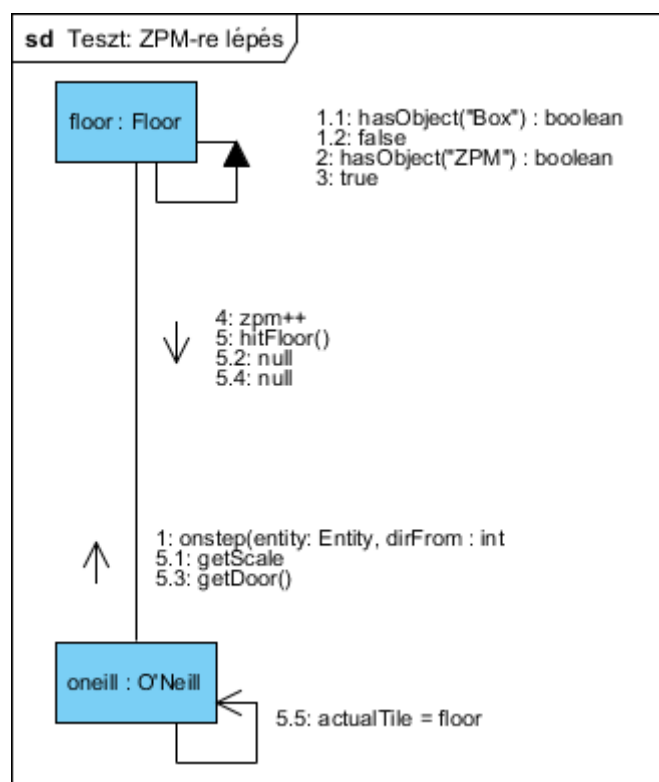 sd Teszt: ZPM-re lépés
floor : Floor
1.1: hasObject("Box") : boolean
1.2: false
2: hasObject("ZPM") : boolean
3: true
4: zpm++
5: hitFloor()
5.2: null
5.4: null
1: onstep(entity: Entity, dirFrom : int
5.1: getScale
5.3: getDoor()
oneill : O'Neill
5.5: actualTile = floor